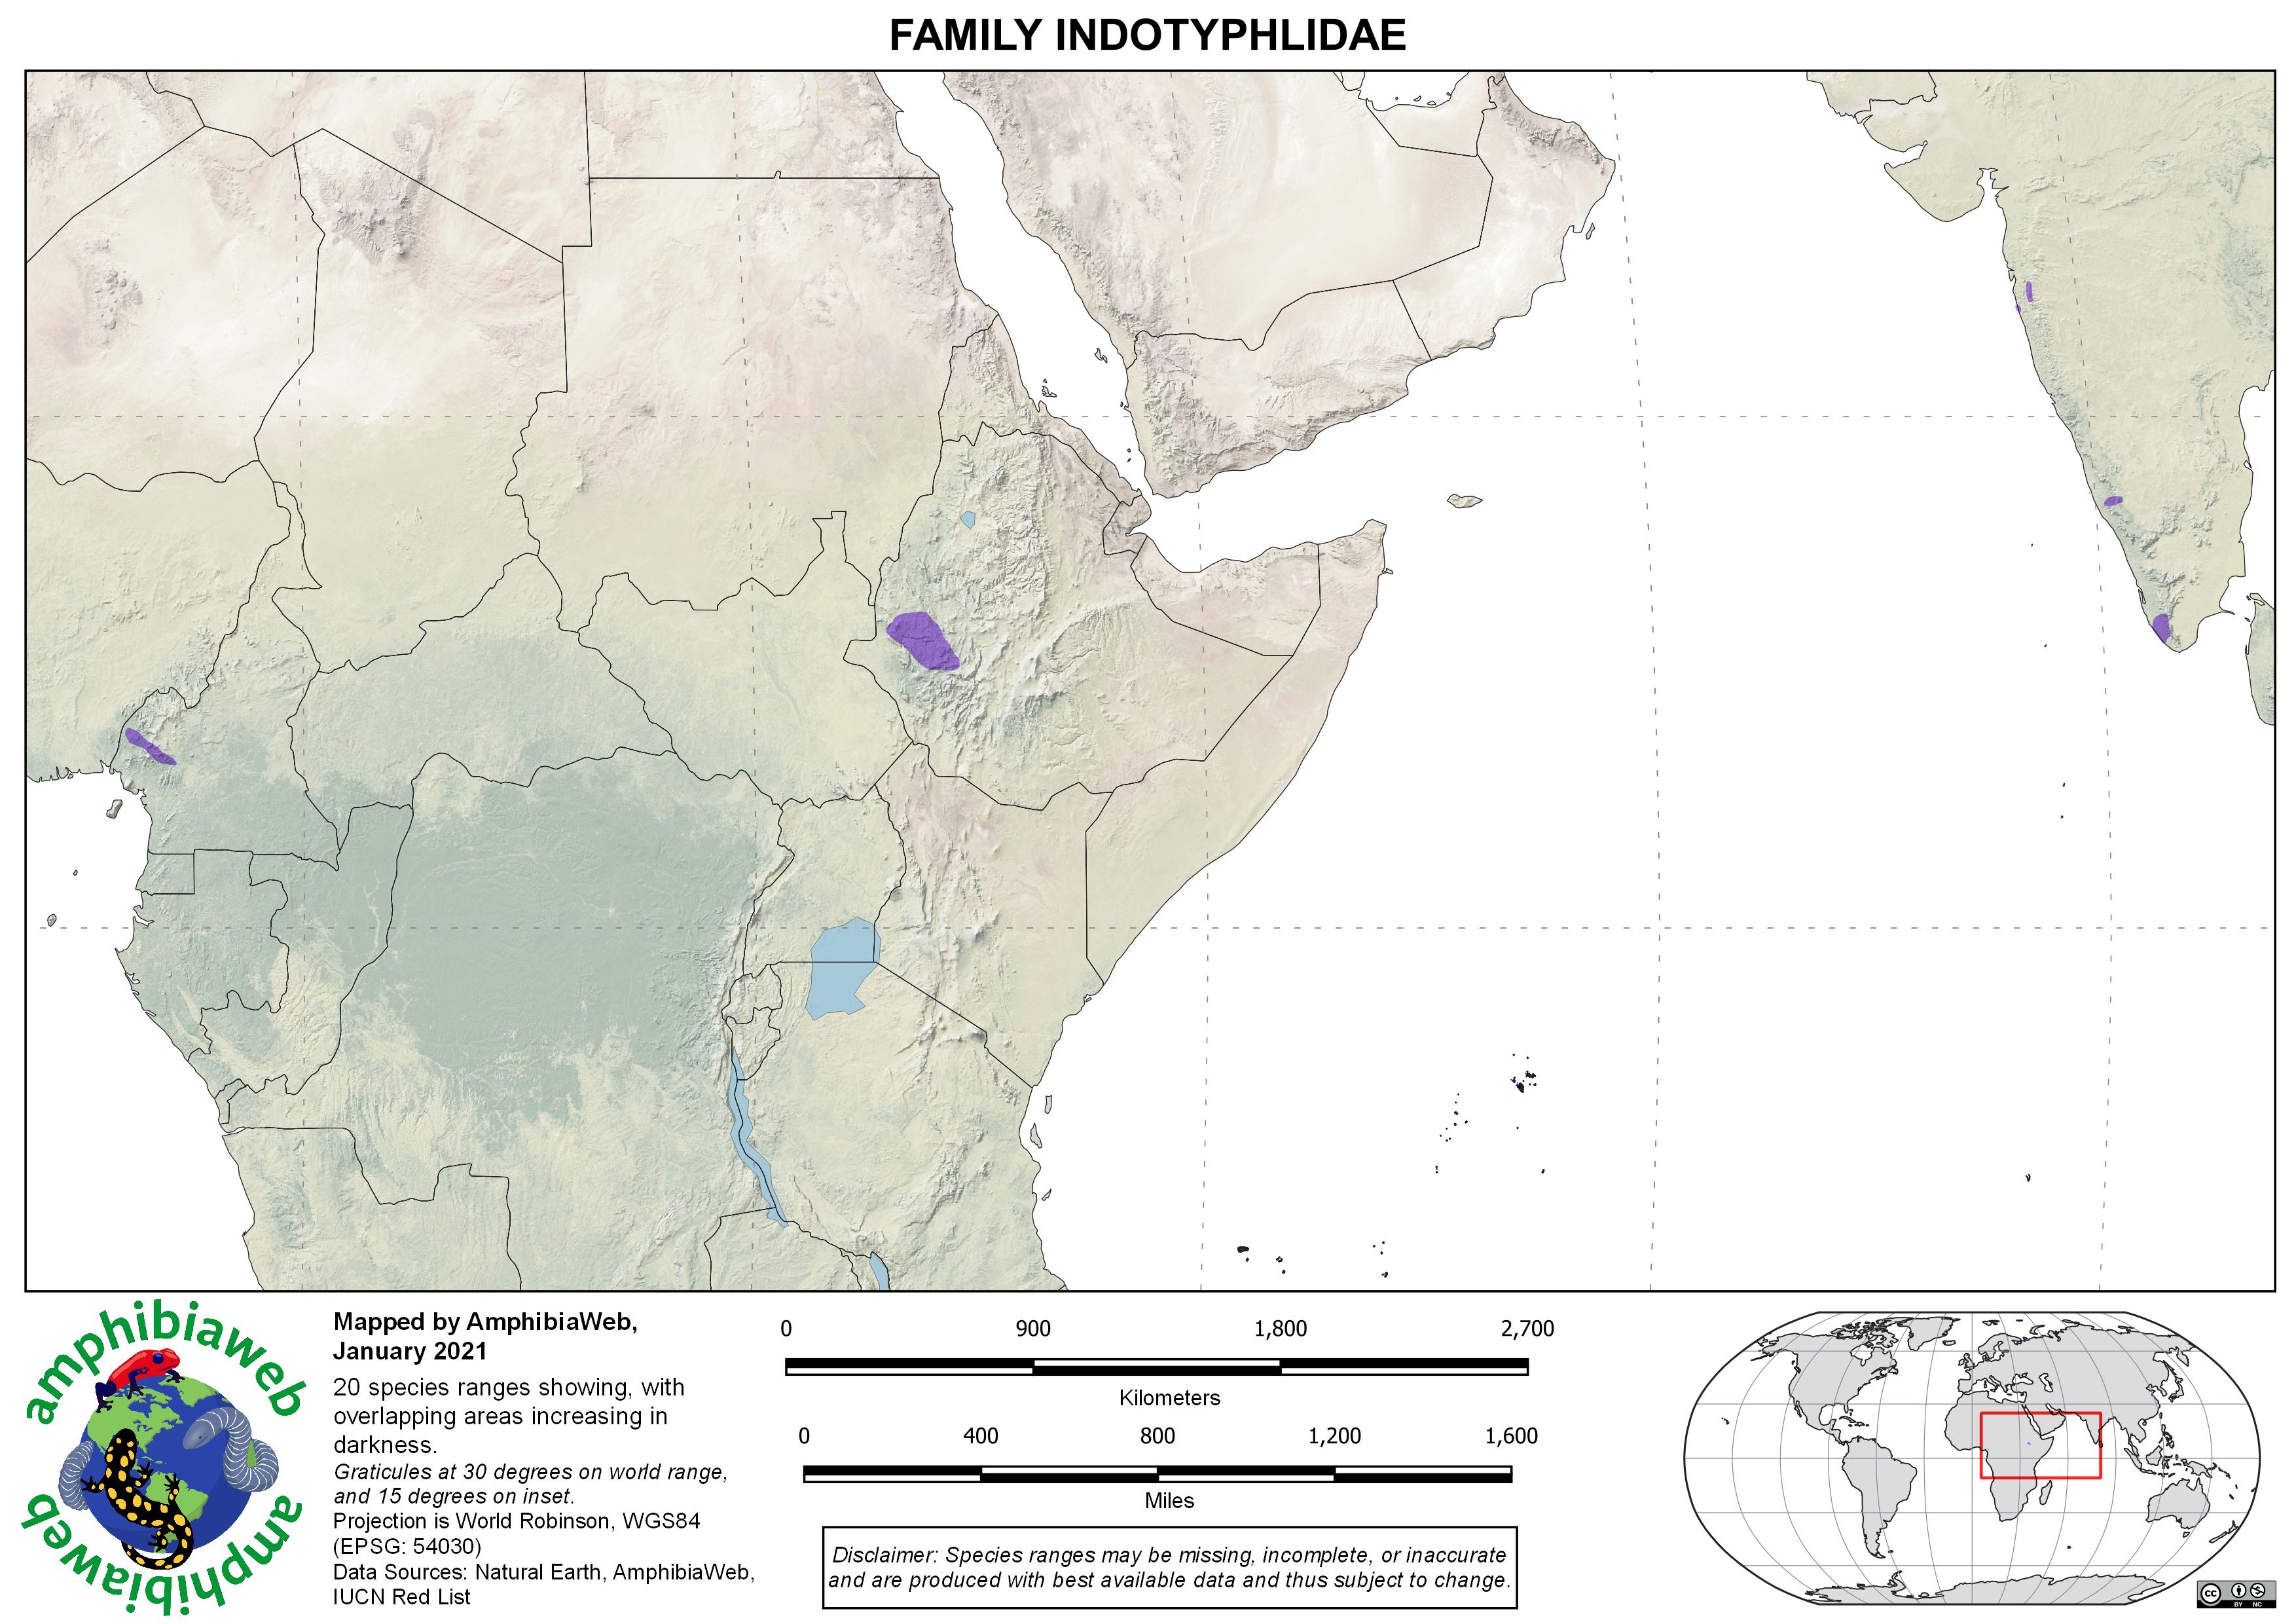 FAMILY INDOTYPHLIDAE
amphibiaweb
amphibiaweb
Mapped by AmphibiaWeb,
January 2021
20 species ranges showing, with
overlapping areas increasing in
darkness.
Graticules at 30 degrees on world range,
and 15 degrees on inset.
Projection is World Robinson, WGS84
(EPSG: 54030)
Data Sources: Natural Earth, AmphibiaWeb,
IUCN Red List
0 900 1,800 2,700
Kilometers
0 400 800 1,200 1,600
Miles
Disclaimer: Species ranges may be missing, incomplete, or inaccurate
and are produced with best available data and thus subject to change.
cc
BY NC